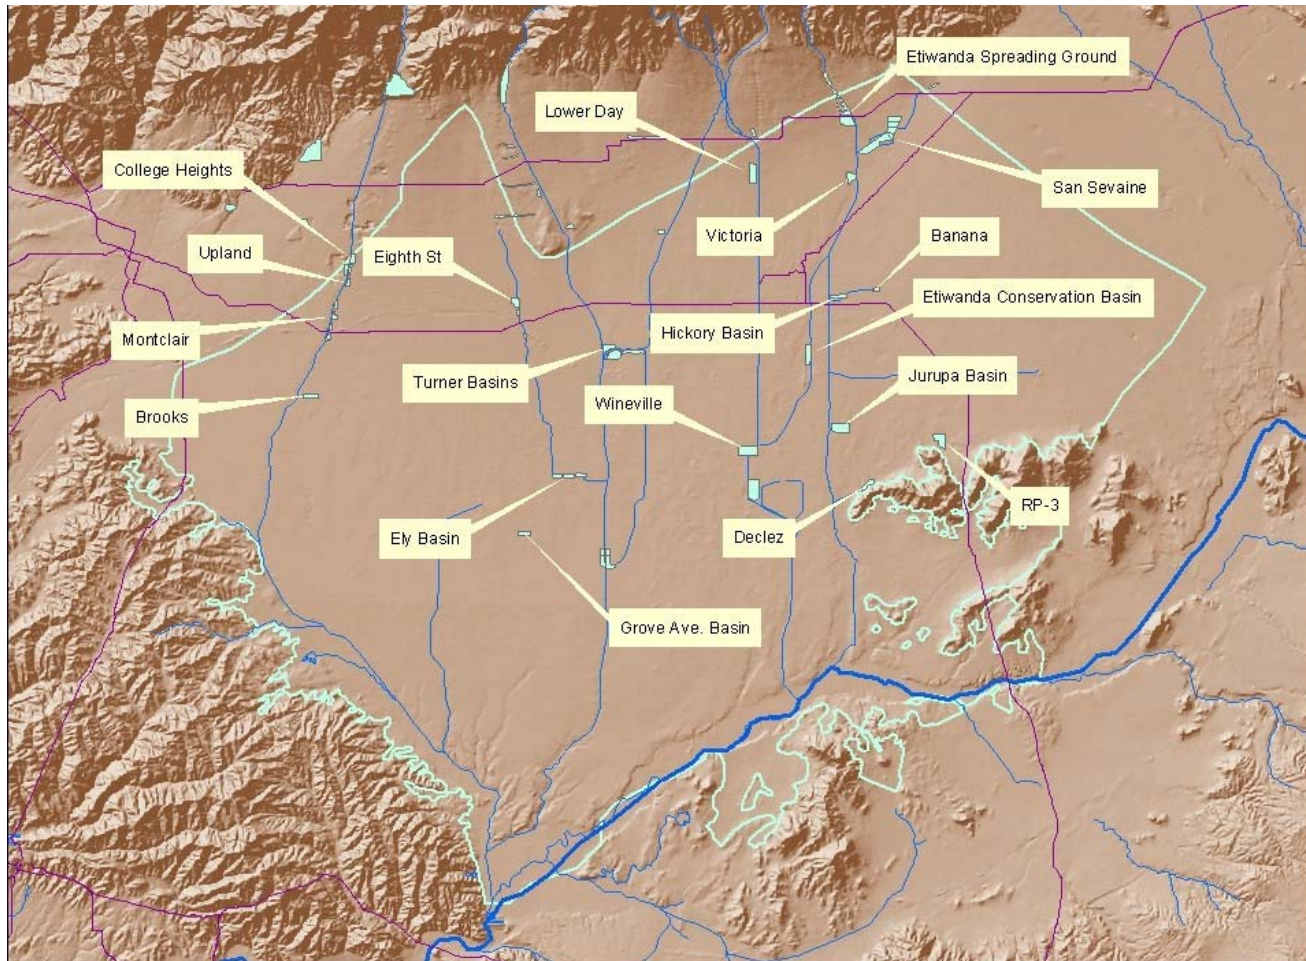 Etiwanda Spreading Ground
Lower Day
College Heights
San Sevaine
Victoria
Banana
Upland
Eighth St
Etiwanda Conservation Basin
Hickory Basin
Montclair
Jurupa Basin
Turner Basins
Wineville
Brooks
RP-3
Ely Basin
Declez
Grove Ave. Basin